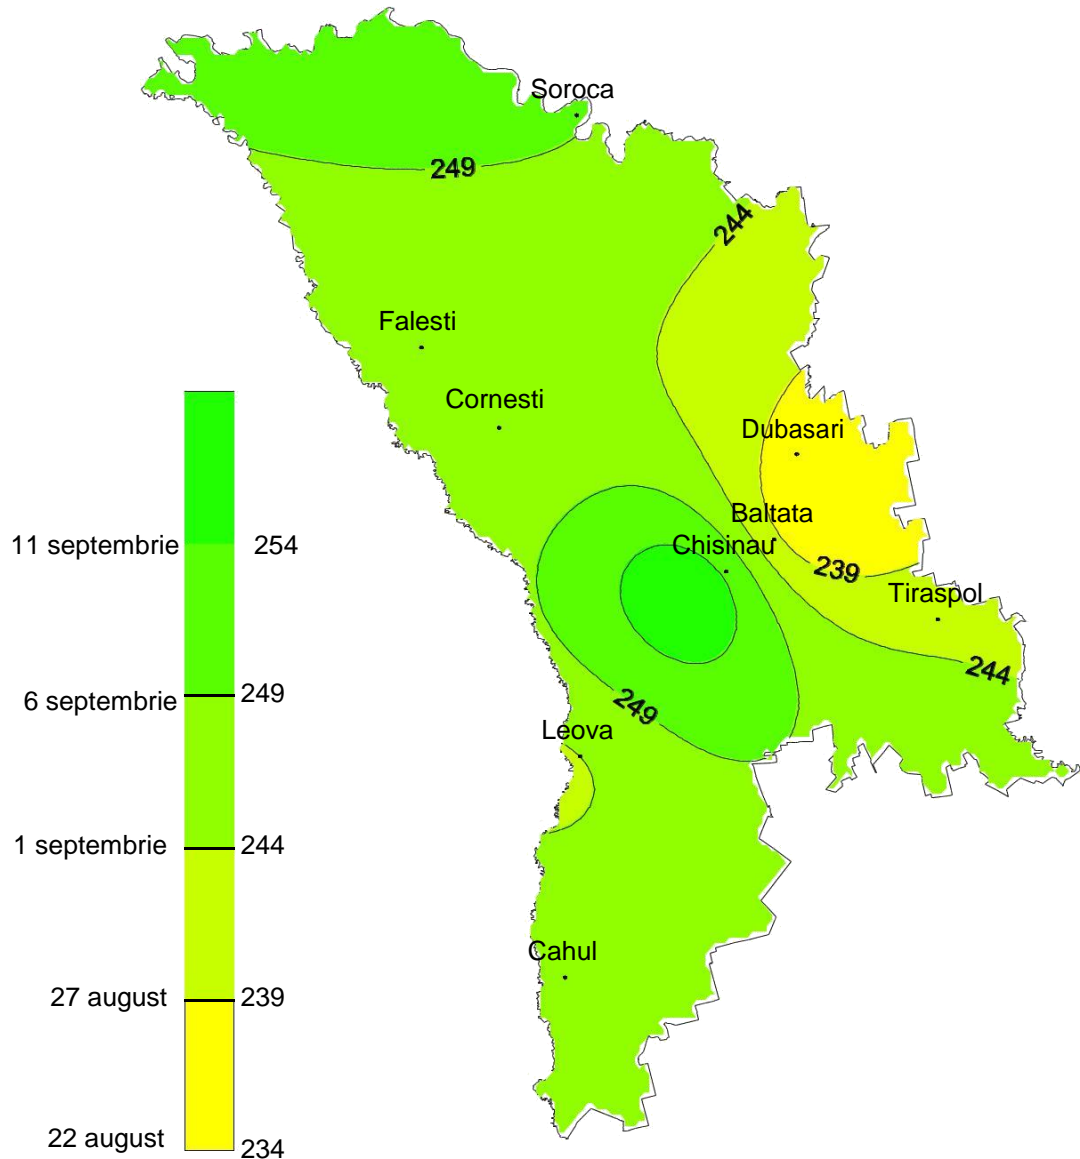 Soroca
249
244
Falesti
Cornesti
Dubasari
Baltata
Chisinau
239
Tiraspol
244
249
Leova
Cahul
11 septembrie 254
6 septembrie 249
1 septembrie 244
27 august 239
22 august 234